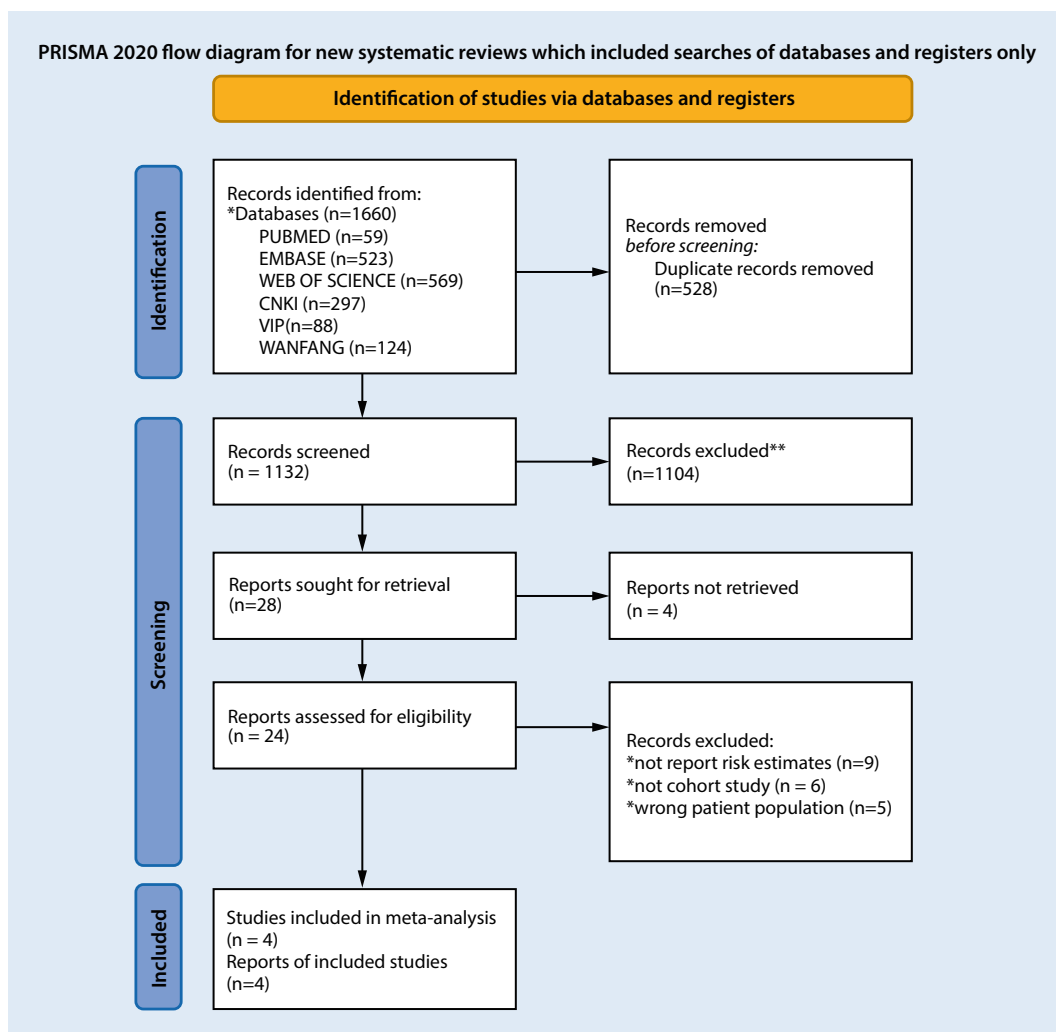 PRISMA 2020 flow diagram for new systematic reviews which included searches of databases and registers only
Identification of studies via databases and registers
Identification
Records identified from:
*Databases (n=1660)
PUBMED (n=59)
EMBASE (n=523)
WEB OF SCIENCE (n=569)
CNKI (n=297)
VIP(n=88)
WANFANG (n=124)
Records removed
before screening:
Duplicate records removed
(n=528)
Screening
Records screened
(n = 1132)
Records excluded**
(n=1104)
Reports sought for retrieval
(n=28)
Reports not retrieved
(n = 4)
Reports assessed for eligibility
(n = 24)
Records excluded:
*not report risk estimates (n=9)
*not cohort study (n = 6)
*wrong patient population (n=5)
Included
Studies included in meta-analysis
(n = 4)
Reports of included studies
(n=4)